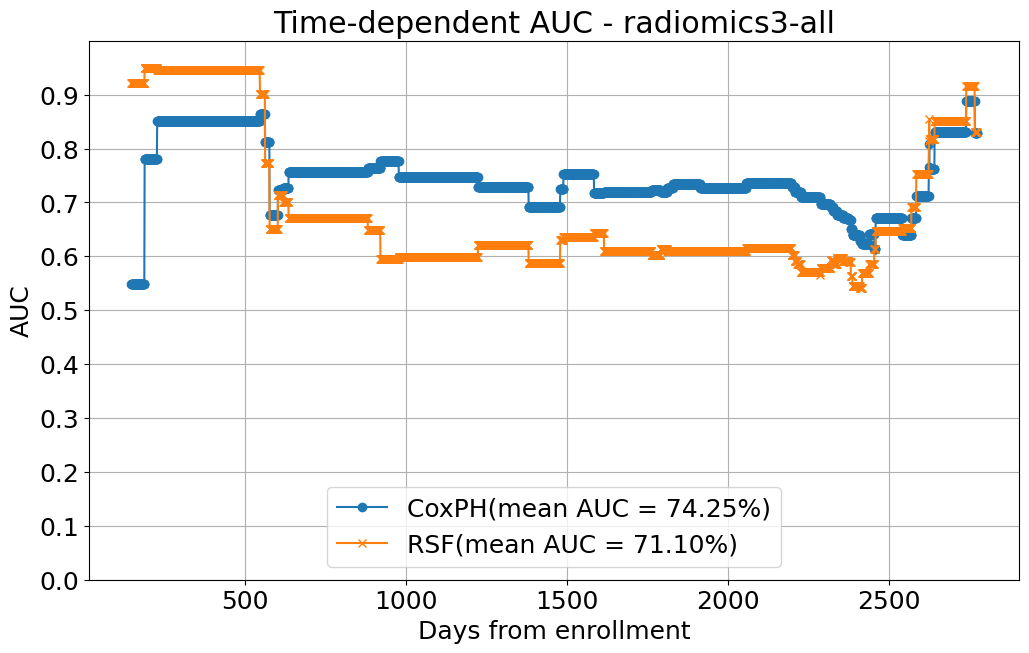 Time-dependent AUC - radiomics3-all
AUC
0.9
0.8
0.7
0.6
0.5
0.4
0.3
0.2
0.1
0.0
CoxPH(mean AUC = 74.25%)
RSF(mean AUC = 71.10%)
500 1000 1500 2000 2500
Days from enrollment